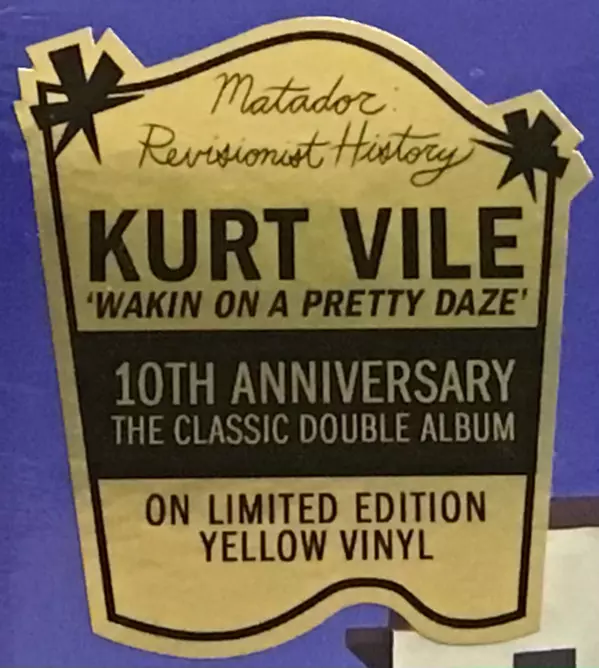 Matador:
Revisionist History
KURT VILE
'WAKIN ON A PRETTY DAZE'
10TH ANNIVERSARY
THE CLASSIC DOUBLE ALBUM
ON LIMITED EDITION
YELLOW VINYL